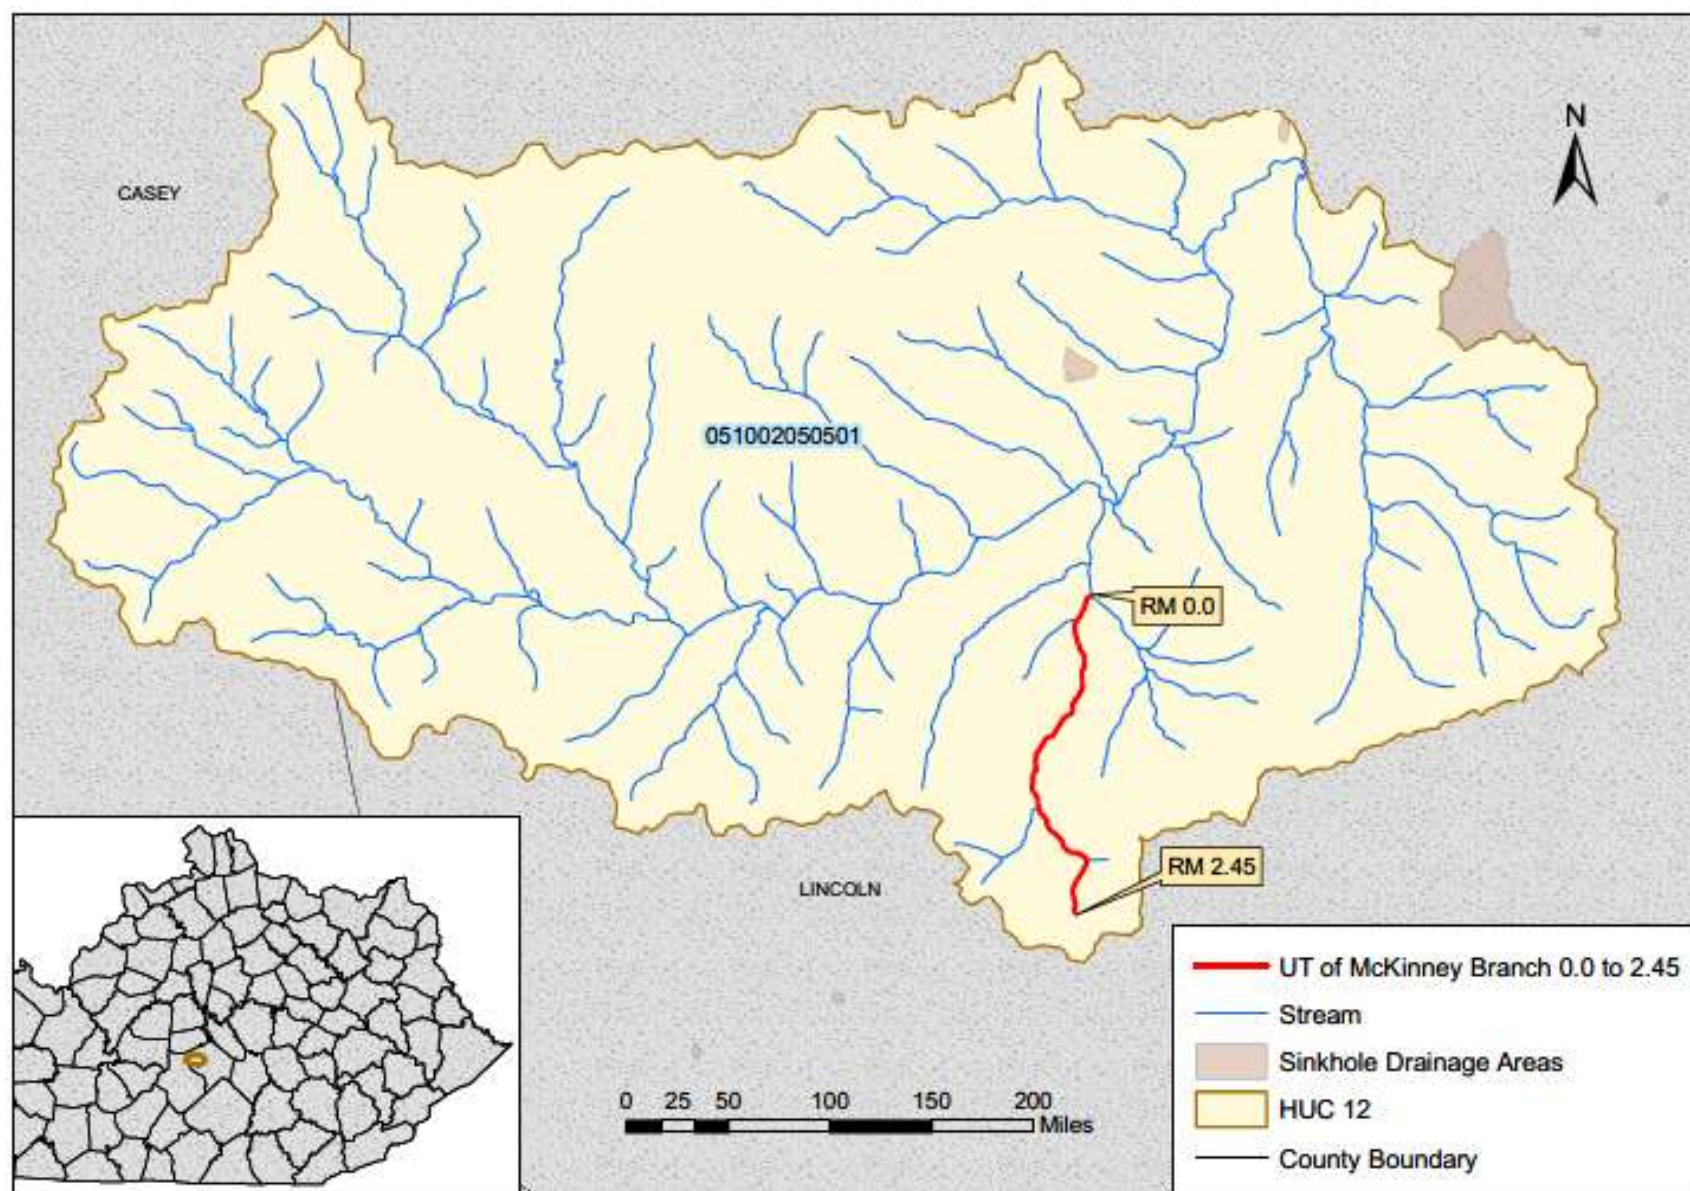 N
CASEY
051002050501
RM 0.0
RM 2.45
LINCOLN
UT of McKinney Branch 0.0 to 2.45
Stream
Sinkhole Drainage Areas
HUC 12
County Boundary
0 25 50 100 150 200
Miles